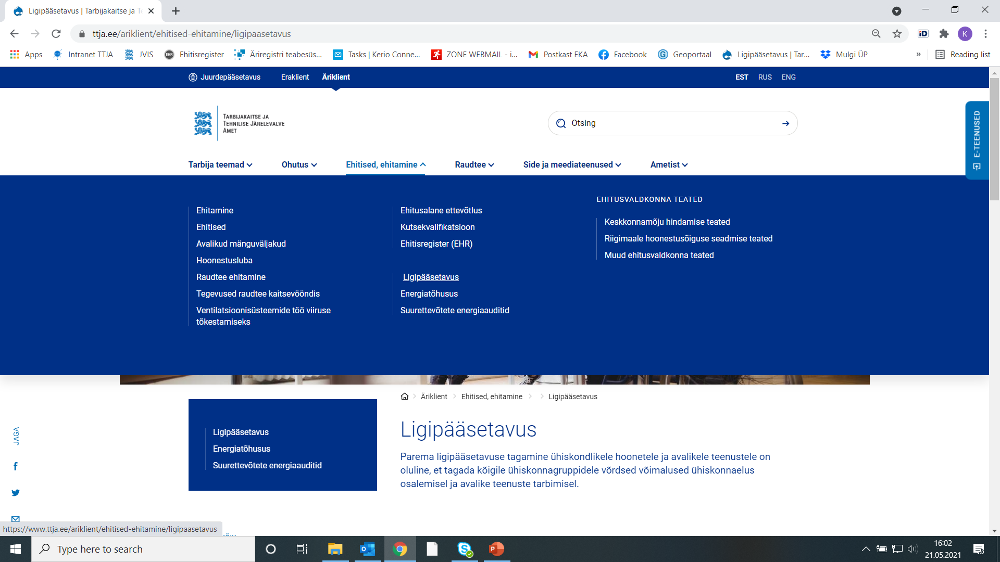 Ligipääsetavus | Tarbijakaitse ja Te
ttja.ee/ariklient/ehitised-ehitamine/ligipaasetavus
K
Apps
Intranet TTJA
JVIS
EHR
Ehitisregister
Äriregistri teabesüs...
Tasks | Kerio Conne...
ZONE WEBMAIL - i...
Postkast EKA
Facebook
Geoportaal
Ligipääsetavus | Tar...
Mulgi ÜP
»
Reading list
Juurdepääsetavus
Eraklient
Äriklient
EST
RUS
ENG
TARBIJAKAITSE JA
TEHNILISE JÄRELEVALVE
AMET
Otsing
E-TEENUSED
Tarbija teemad
Ohutus
Ehitised, ehitamine
Raudtee
Side ja meediateenused
Ametist
Ehitamine
Ehitised
Avalikud mänguväljakud
Hoonestusluba
Raudtee ehitamine
Tegevused raudtee kaitsevööndis
Ventilatsioonisüsteemide töö viiruse
tõkestamiseks
Ehitusalane ettevõtlus
Kutsekvalifikatsioon
Ehitisregister (EHR)
Ligipääsetavus
Energiatõhusus
Suurettevõtete energiaauditid
EHITUSVALDKONNA TEATED
Keskkonnamõju hindamise teated
Riigimaale hoonestusõiguse seadmise teated
Muud ehitusvaldkonna teated
Äriklient
Ehitised, ehitamine
Ligipääsetavus
Ligipääsetavus
Energiatõhusus
Suurettevõtete energiaauditid
Ligipääsetavus
Parema ligipääsetavuse tagamine ühiskondlikele hoonetele ja avalikele teenustele on
oluline, et tagada kõigile ühiskonnagruppidele võrdsed võimalused ühiskonnaelus
osalemisel ja avalike teenuste tarbimisel.
JAGA
https://www.ttja.ee/ariklient/ehitised-ehitamine/ligipaasetavus
Type here to search
16:02
21.05.2021